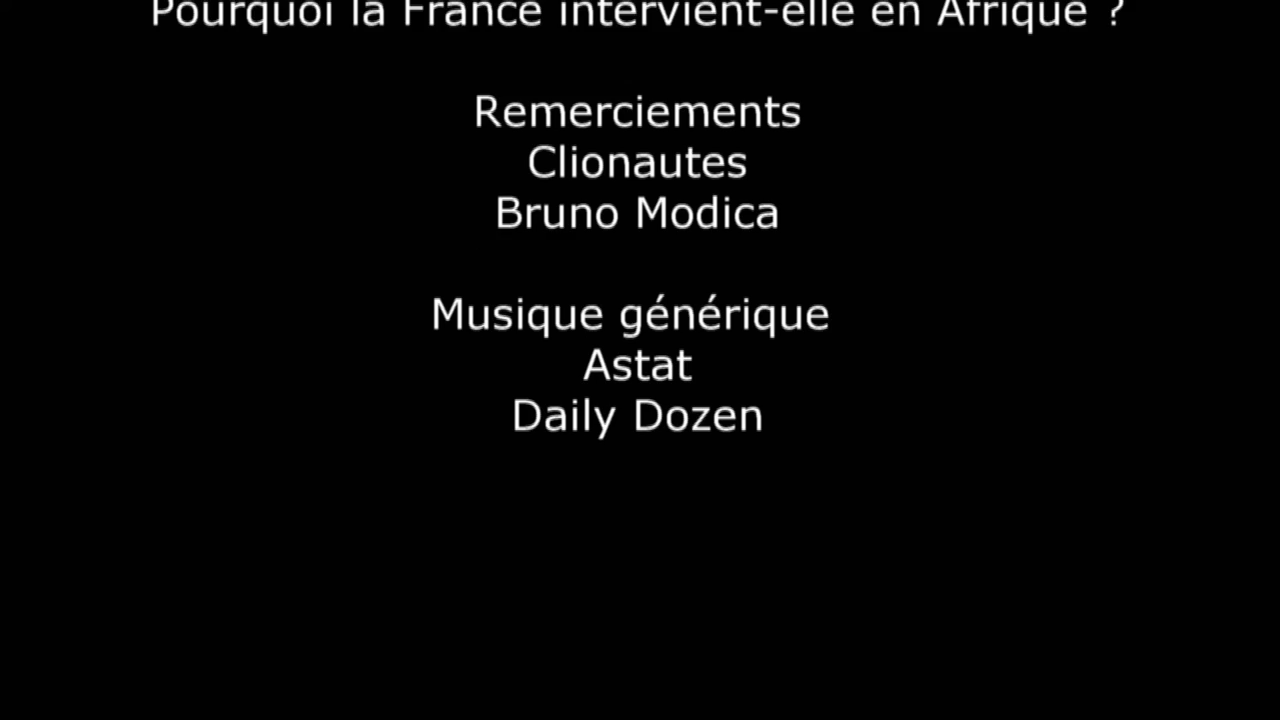 Pourquoi la France intervient-elle en Afrique ?
Remerciements
Clionautes
Bruno Modica
Musique générique
Astat
Daily Dozen